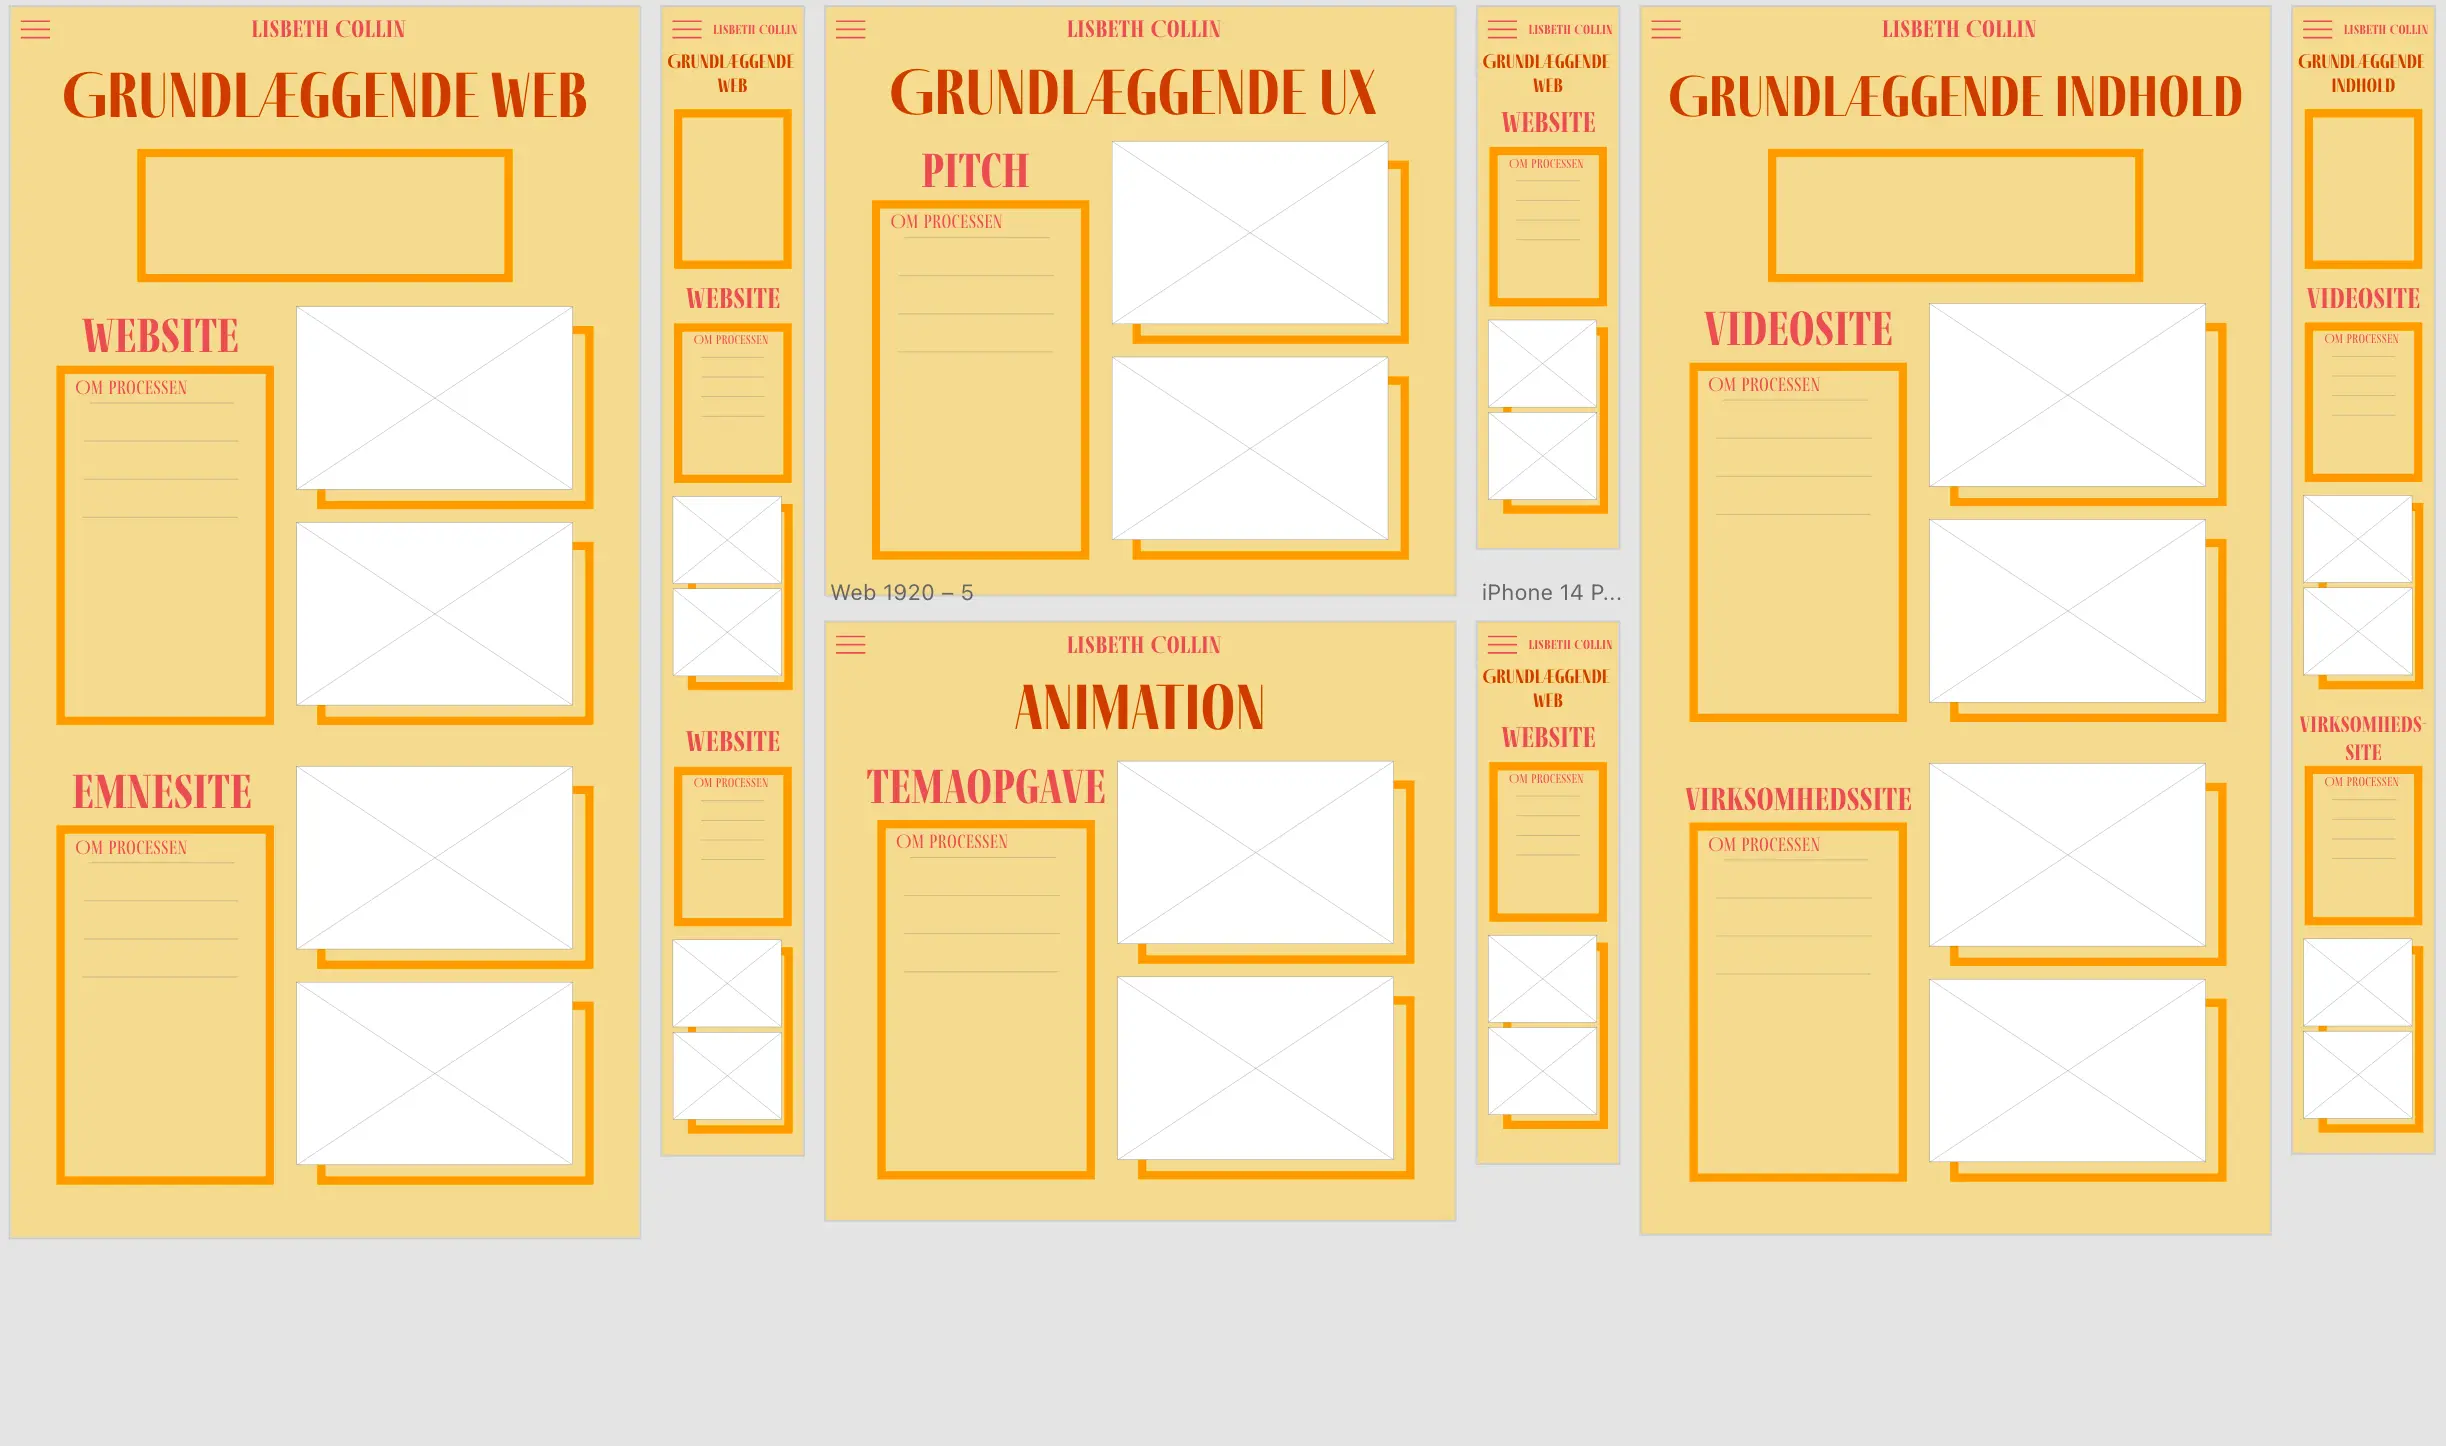 LISBETH COLLIN
GRUNDLÆGGENDE WEB
WEBSITE
OM PROCESSEN
EMNESITE
OM PROCESSEN
LISBETH COLLIN
GRUNDLÆGGENDE
WEB
WEBSITE
OM PROCESSEN
WEBSITE
OM PROCESSEN
LISBETH COLLIN
GRUNDLÆGGENDE UX
PITCH
OM PROCESSEN
Web 1920 – 5
LISBETH COLLIN
ANIMATION
TEMAOPGAVE
OM PROCESSEN
LISBETH COLLIN
GRUNDLÆGGENDE
WEB
WEBSITE
OM PROCESSEN
iPhone 14 P...
LISBETH COLLIN
GRUNDLÆGGENDE
WEB
WEBSITE
OM PROCESSEN
LISBETH COLLIN
GRUNDLÆGGENDE INDHOLD
VIDEOSITE
OM PROCESSEN
VIRKSOMHEDSSITE
OM PROCESSEN
LISBETH COLLIN
GRUNDLÆGGENDE
INDHOLD
VIDEOSITE
OM PROCESSEN
VIRKSOMHEDS-
SITE
OM PROCESSEN